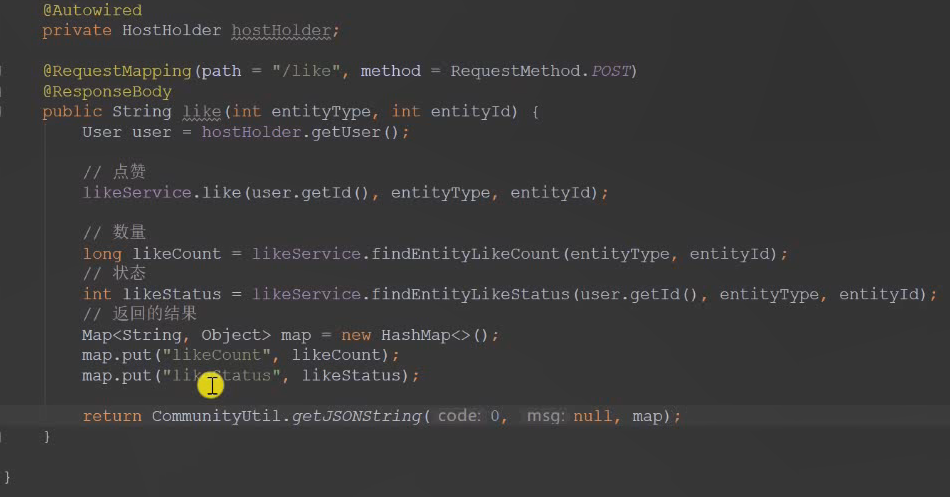 @Autowired
private HostHolder hostHolder;
@RequestMapping(path = "/like", method = RequestMethod.POST)
@ResponseBody
public String like(int entityType, int entityId) {
User user = hostHolder.getUser();
// 点赞
likeService.like(user.getId(), entityType, entityId);
// 数量
long likeCount = likeService.findEntityLikeCount(entityType, entityId);
// 状态
int likeStatus = likeService.findEntityLikeStatus(user.getId(), entityType, entityId);
// 返回的结果
Map<String, Object> map = new HashMap<>();
map.put("likeCount", likeCount);
map.put("likeStatus", likeStatus);
return CommunityUtil.getJSONString( code: 0, msg: null, map);
}
}